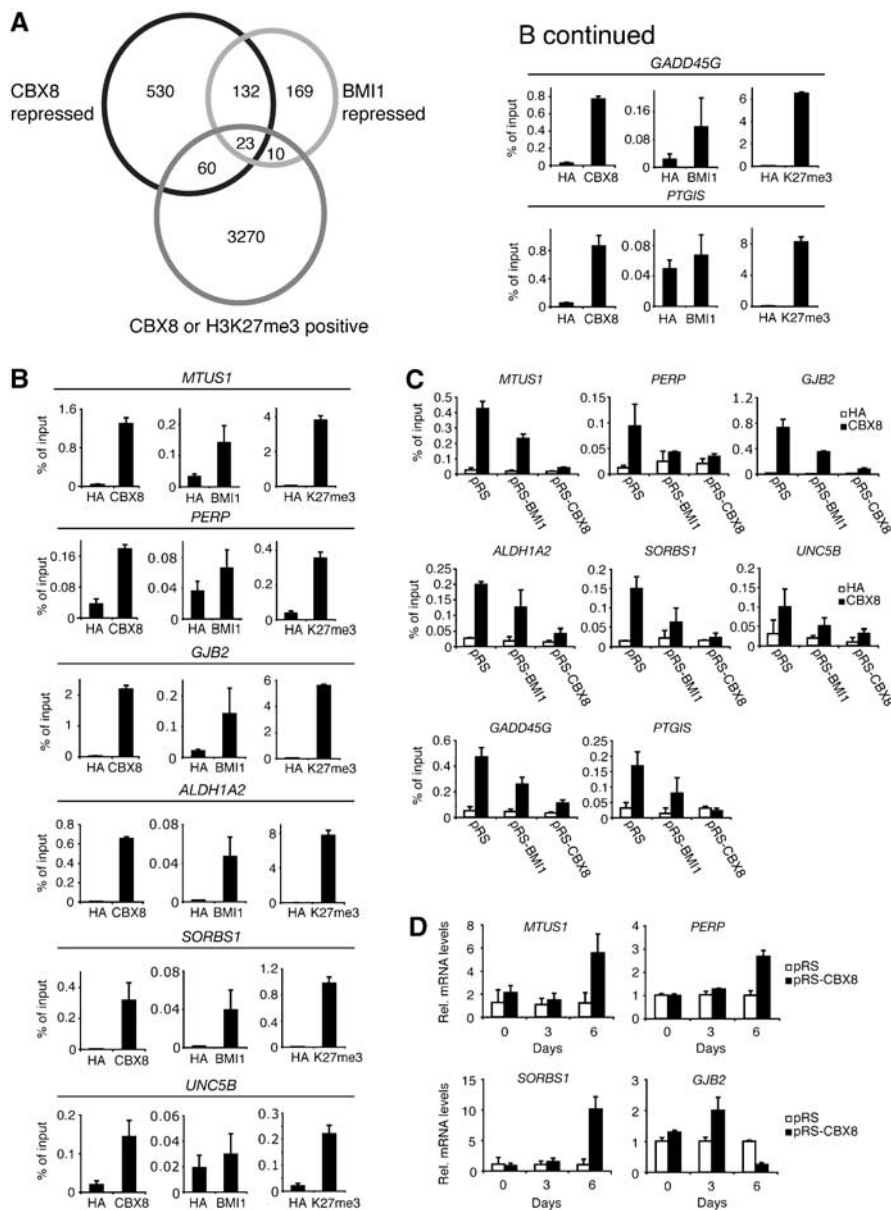 A
CBX8
repressed
530
132
169
BMI1
repressed
23
10
60
3270
CBX8 or H3K27me3 positive
B continued
GADD45G
% of input
0.8
0.6
0.4
0.2
0
HA CBX8
0.16
0.08
0
HA BMI1
6
4
2
0
HA K27me3
PTGIS
% of input
0.8
0.4
0
HA CBX8
0.08
0.04
0
HA BMI1
8
4
0
HA K27me3
B
MTUS1
% of input
1.6
1.2
0.8
0.4
0
HA CBX8
0.2
0.1
0
HA BMI1
4
2
0
HA K27me3
PERP
% of input
0.16
0.08
0
HA CBX8
0.08
0.04
0
HA BMI1
0.4
0.2
0
HA K27me3
GJB2
% of input
2
1
0
HA CBX8
0.2
0.1
0
HA BMI1
6
4
2
0
HA K27me3
ALDH1A2
% of input
0.8
0.6
0.4
0.2
0
HA CBX8
0.08
0.04
0
HA BMI1
8
4
0
HA K27me3
SORBS1
% of input
0.6
0.4
0.2
0
HA CBX8
0.08
0.04
0
HA BMI1
1.2
0.8
0.4
0
HA K27me3
UNC5B
% of input
0.2
0.1
0
HA CBX8
0.06
0.04
0.02
0
HA BMI1
0.3
0.2
0.1
0
HA K27me3
C
MTUS1
% of input
0.5
0.4
0.3
0.2
0.1
0
pRS
pRS-BMI1
pRS-CBX8
PERP
0.2
0.15
0.1
0.05
0
pRS
pRS-BMI1
pRS-CBX8
GJB2
1.2
0.8
0.4
0
pRS
pRS-BMI1
pRS-CBX8
HA
CBX8
ALDH1A2
% of input
0.25
0.2
0.15
0.1
0.05
0
pRS
pRS-BMI1
pRS-CBX8
SORBS1
0.2
0.15
0.1
0.05
0
pRS
pRS-BMI1
pRS-CBX8
UNC5B
0.2
0.15
0.1
0.05
0
pRS
pRS-BMI1
pRS-CBX8
HA
CBX8
GADD45G
% of input
0.6
0.4
0.2
0
pRS
pRS-BMI1
pRS-CBX8
PTGIS
0.25
0.2
0.15
0.1
0.05
0
pRS
pRS-BMI1
pRS-CBX8
D
MTUS1
Rel. mRNA levels
8
6
4
2
0
0 3 6
Days
PERP
4
3
2
1
0
0 3 6
Days
pRS
pRS-CBX8
SORBS1
Rel. mRNA levels
15
10
5
0
0 3 6
Days
GJB2
3
2
1
0
0 3 6
Days
pRS
pRS-CBX8